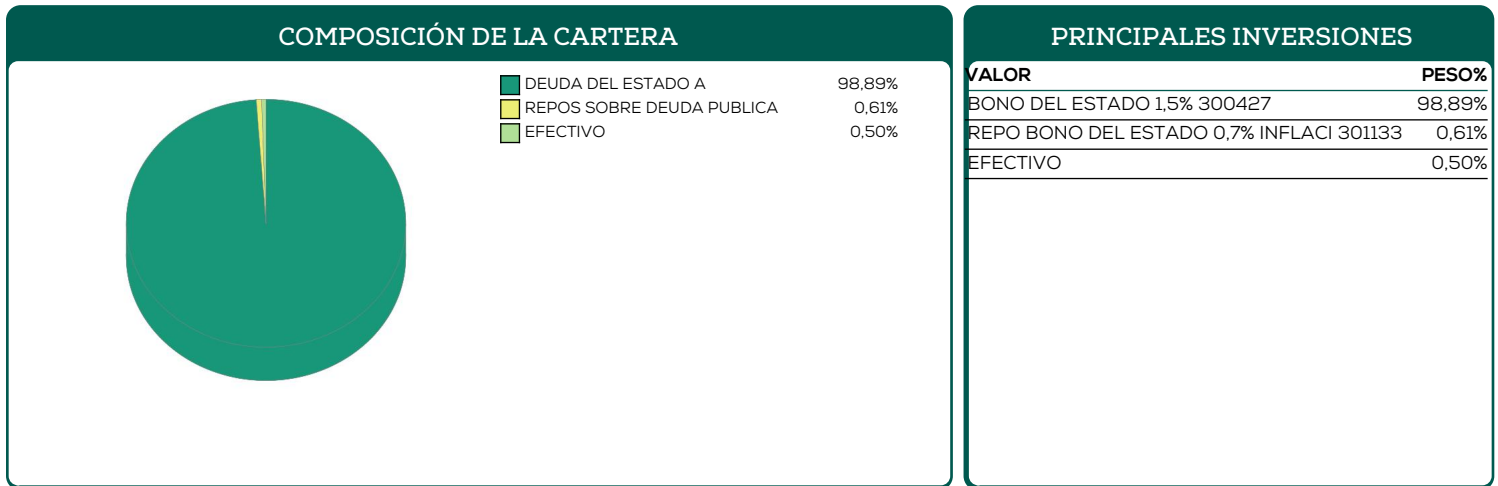 COMPOSICIÓN DE LA CARTERA
DEUDA DEL ESTADO A 98,89%
REPOS SOBRE DEUDA PUBLICA 0,61%
EFECTIVO 0,50%
PRINCIPALES INVERSIONES
VALOR PESO%
BONO DEL ESTADO 1,5% 300427 98,89%
REPO BONO DEL ESTADO 0,7% INFLACI 301133 0,61%
EFECTIVO 0,50%